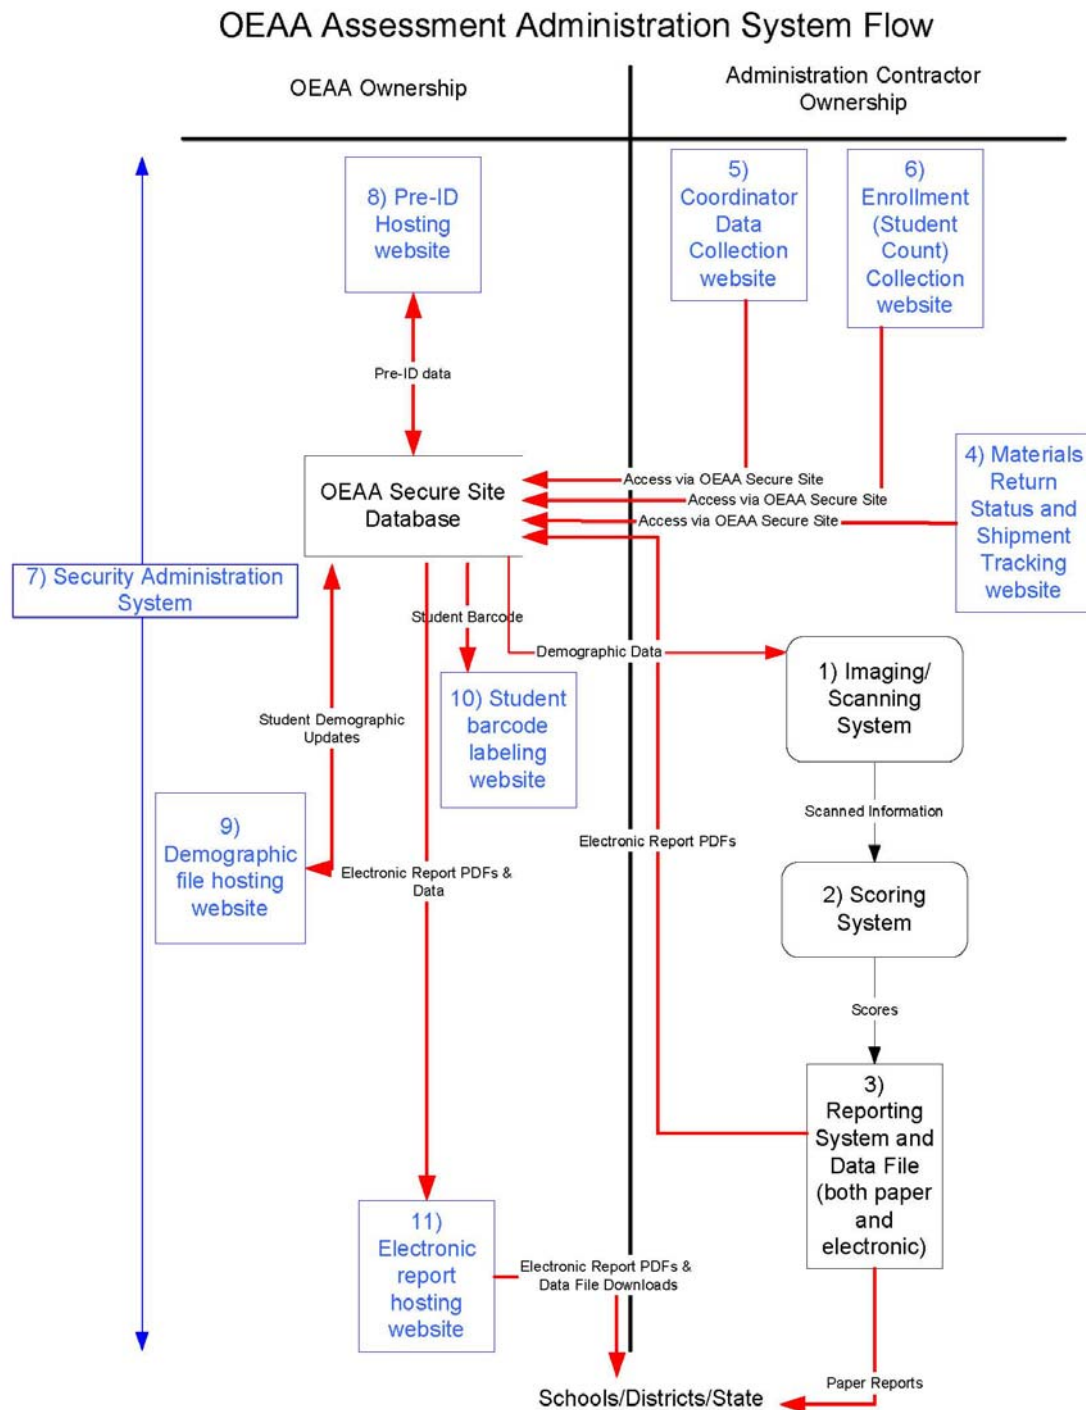 OEAA Assessment Administration System Flow
OEAA Ownership
Administration Contractor
Ownership
8) Pre-ID
Hosting
website
5)
Coordinator
Data
Collection
website
6)
Enrollment
(Student
Count)
Collection
website
Pre-ID data
4) Materials
Return
Status and
Shipment
Tracking
website
OEAA Secure Site
Database
Access via OEAA Secure Site
Access via OEAA Secure Site
Access via OEAA Secure Site
7) Security Administration
System
Student Barcode
Demographic Data
1) Imaging/
Scanning
System
10) Student
barcode
labeling
website
Student Demographic
Updates
Scanned Information
9)
Demographic
file hosting
website
Electronic Report PDFs &
Data
Electronic Report PDFs
2) Scoring
System
Scores
3)
Reporting
System and
Data File
(both paper
and
electronic)
11)
Electronic
report
hosting
website
Electronic Report PDFs &
Data File Downloads
Paper Reports
Schools/Districts/State